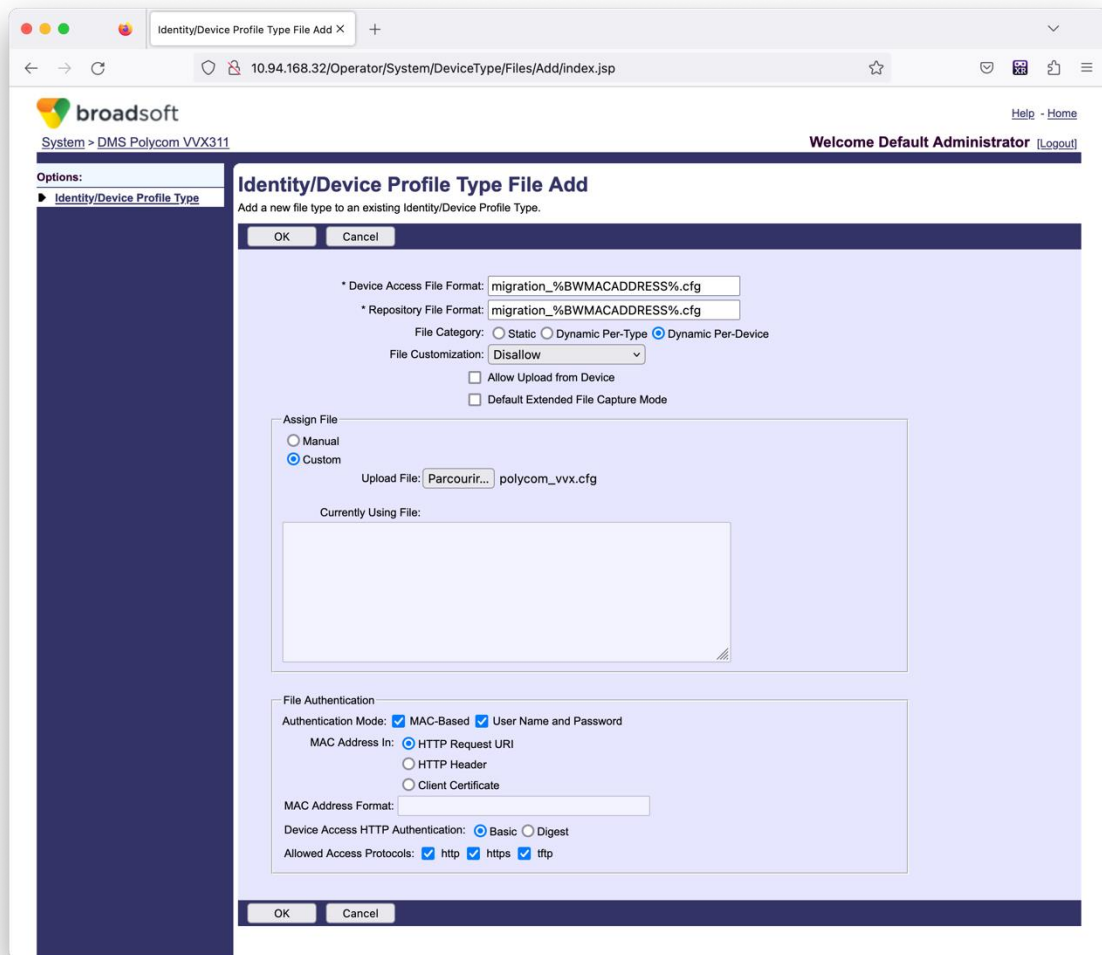 Identity/Device Profile Type File Add
10.94.168.32/Operator/System/DeviceType/Files/Add/index.jsp
XR
broadsoft
Help - Home
System > DMS Polycom VVX311
Welcome Default Administrator [Logout]
Options:
Identity/Device Profile Type
Identity/Device Profile Type File Add
Add a new file type to an existing Identity/Device Profile Type.
OK Cancel
* Device Access File Format: migration_%BWMACADDRESS%.cfg
* Repository File Format: migration_%BWMACADDRESS%.cfg
File Category: Static Dynamic Per-Type Dynamic Per-Device
File Customization: Disallow
Allow Upload from Device
Default Extended File Capture Mode
Assign File
Manual
Custom
Upload File: Parcourir... polycom_vvx.cfg
Currently Using File:
File Authentication
Authentication Mode: MAC-Based User Name and Password
MAC Address In: HTTP Request URI
HTTP Header
Client Certificate
MAC Address Format:
Device Access HTTP Authentication: Basic Digest
Allowed Access Protocols: http https tftp
OK Cancel